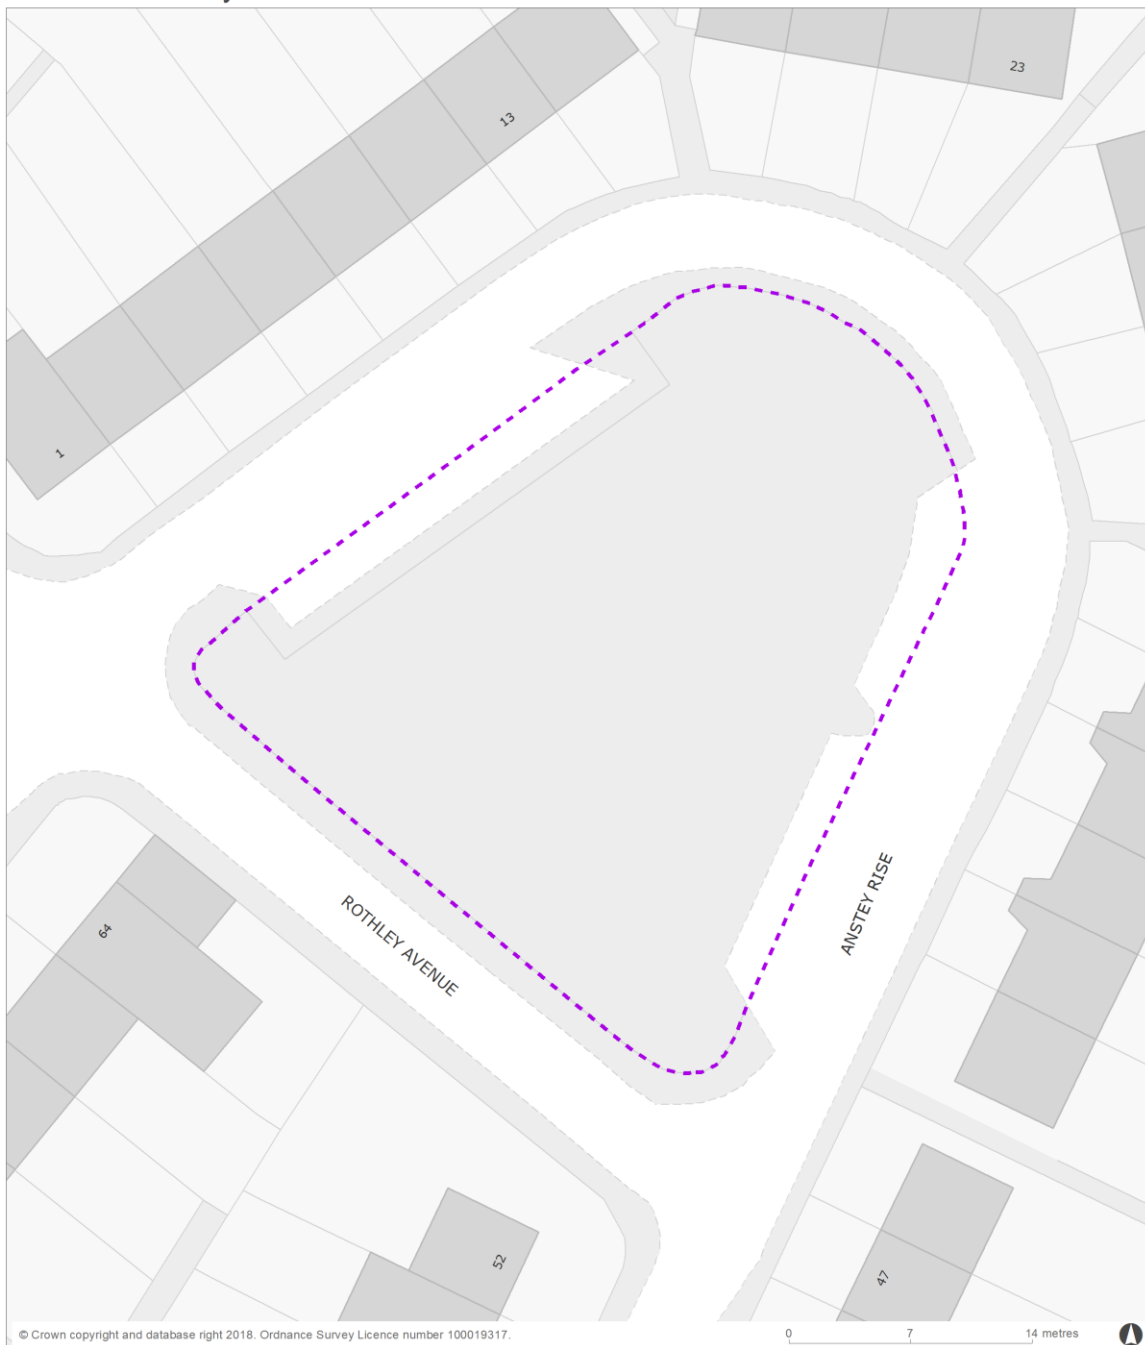 23
13
1
64
ROTHLEY AVENUE
ANSTEY RISE
52
47
© Crown copyright and database right 2018. Ordnance Survey Licence number 100019317.
0 7 14 metres